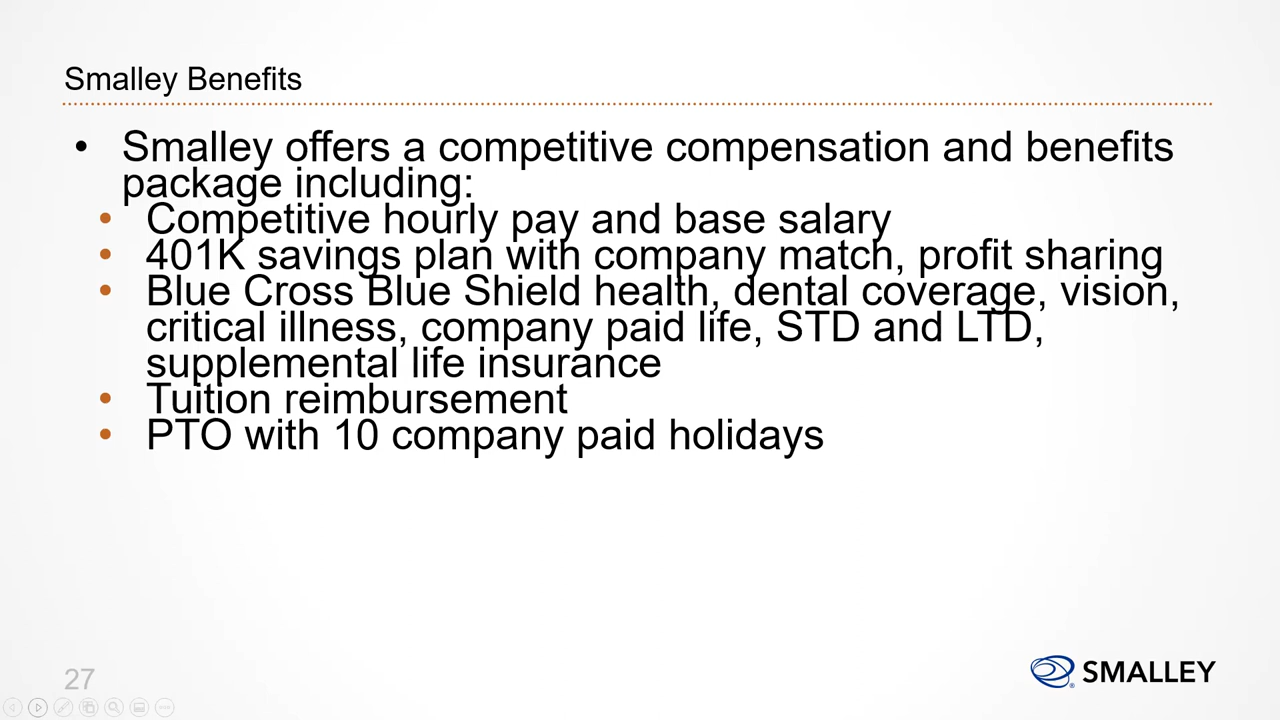 Smalley Benefits
• Smalley offers a competitive compensation and benefits
package including:
• Competitive hourly pay and base salary
• 401K savings plan with company match, profit sharing
• Blue Cross Blue Shield health, dental coverage, vision,
critical illness, company paid life, STD and LTD,
supplemental life insurance
• Tuition reimbursement
• PTO with 10 company paid holidays
27
® SMALLEY